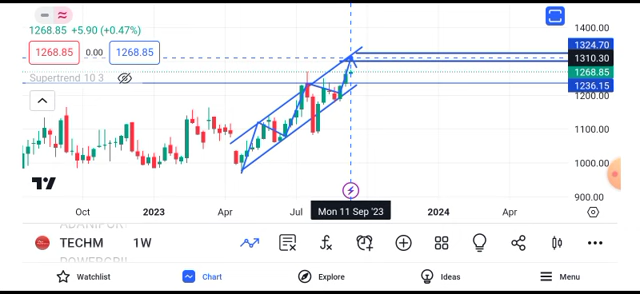 1268.85 +5.90 (+0.47%)
1268.85 0.00 1268.85
Supertrend 10 3
1400.00
1324.70
1310.30
1268.85
1236.15
1200.00
1100.00
1000.00
900.00
Oct 2023 Apr Jul Mon 11 Sep '23 2024 Apr
TECHM 1W
Watchlist Chart Explore Ideas Menu